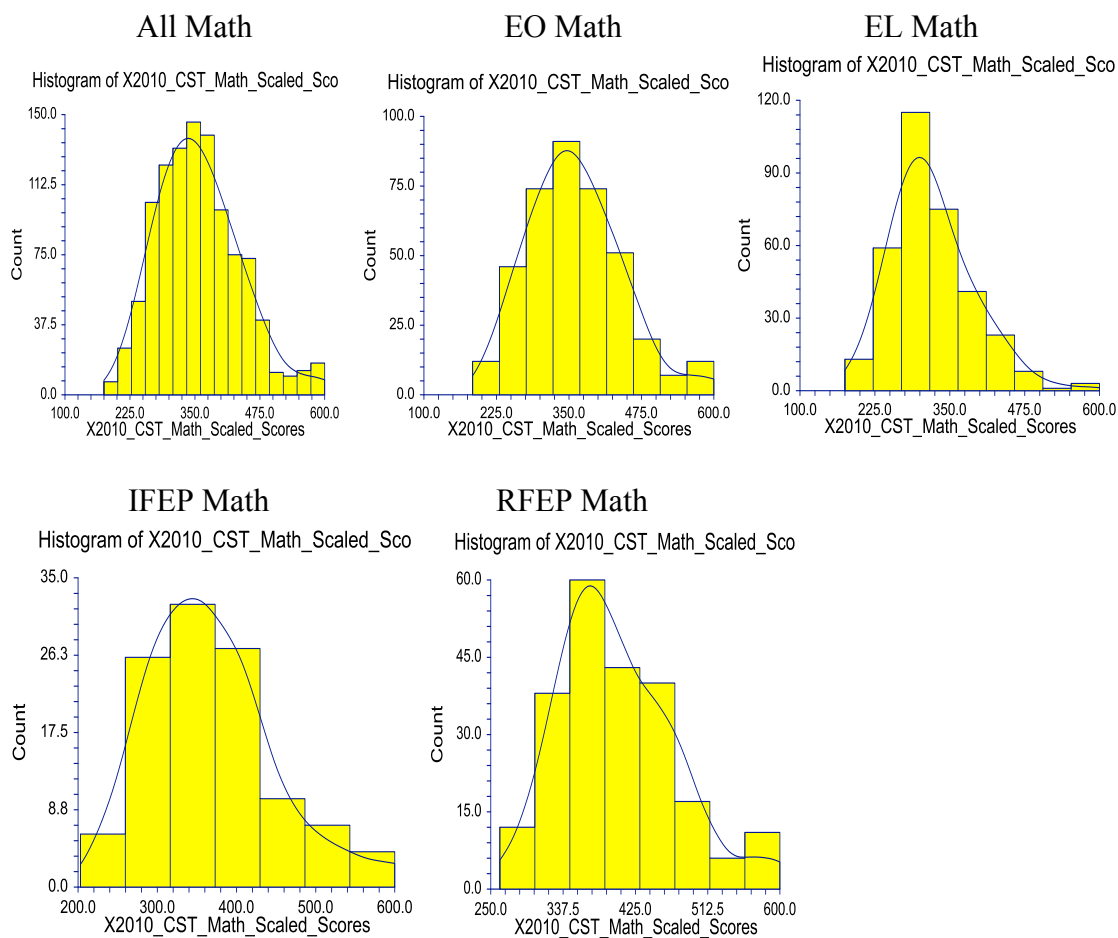 All Math
Histogram of X2010_CST_Math_Scaled_Sco
150.0
112.5
75.0
37.5
0.0
Count
100.0 225.0 350.0 475.0 600.0
X2010_CST_Math_Scaled_Scores
EO Math
Histogram of X2010_CST_Math_Scaled_Sco
100.0
75.0
50.0
25.0
0.0
Count
100.0 225.0 350.0 475.0 600.0
X2010_CST_Math_Scaled_Scores
EL Math
Histogram of X2010_CST_Math_Scaled_Sco
120.0
90.0
60.0
30.0
0.0
Count
100.0 225.0 350.0 475.0 600.0
X2010_CST_Math_Scaled_Scores
IFEP Math
Histogram of X2010_CST_Math_Scaled_Sco
35.0
26.3
17.5
8.8
0.0
Count
200.0 300.0 400.0 500.0 600.0
X2010_CST_Math_Scaled_Scores
RFEP Math
Histogram of X2010_CST_Math_Scaled_Sco
60.0
45.0
30.0
15.0
0.0
Count
250.0 337.5 425.0 512.5 600.0
X2010_CST_Math_Scaled_Scores